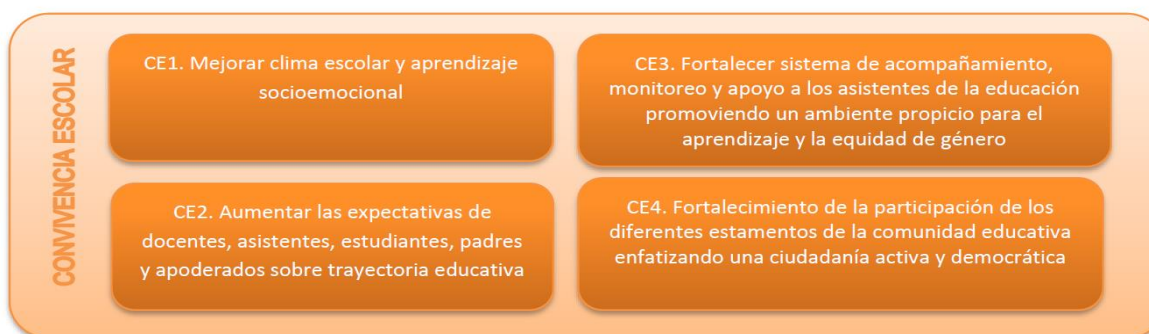 CONVIVENCIA ESCOLAR
CE1. Mejorar clima escolar y aprendizaje
socioemocional
CE2. Aumentar las expectativas de
docentes, asistentes, estudiantes, padres
y apoderados sobre trayectoria educativa
CE3. Fortalecer sistema de acompañamiento,
monitoreo y apoyo a los asistentes de la educación
promoviendo un ambiente propicio para el
aprendizaje y la equidad de género
CE4. Fortalecimiento de la participación de los
diferentes estamentos de la comunidad educativa
enfatizando una ciudadanía activa y democrática